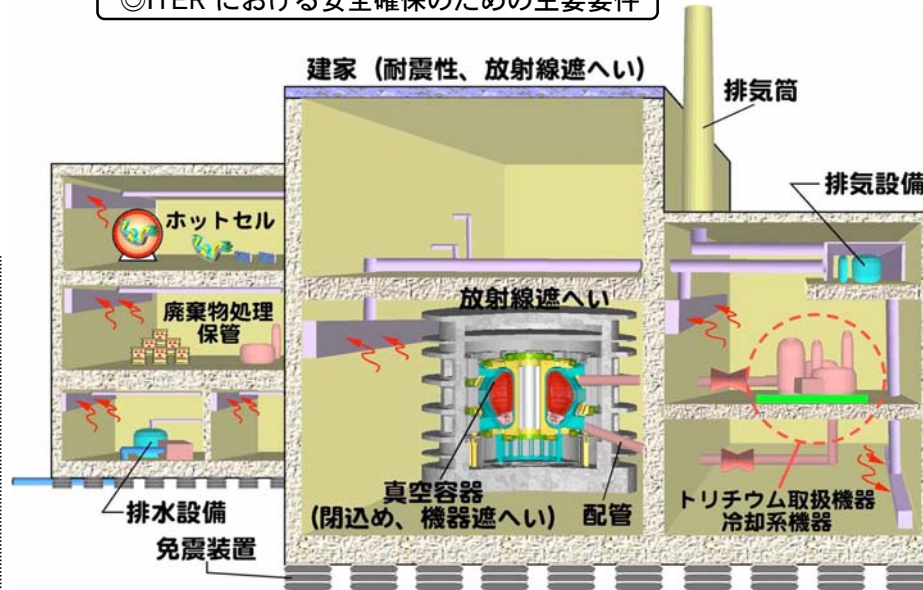 ◎ITER における安全確保のための主要要件
建家 (耐震性、放射線遮へい)
排気筒
排気設備
ホットセル
放射線遮へい
廃棄物処理
保管
真空容器
(閉込め、機器遮へい)
配管
トリチウム取扱機器
冷却系機器
排水設備
免震装置